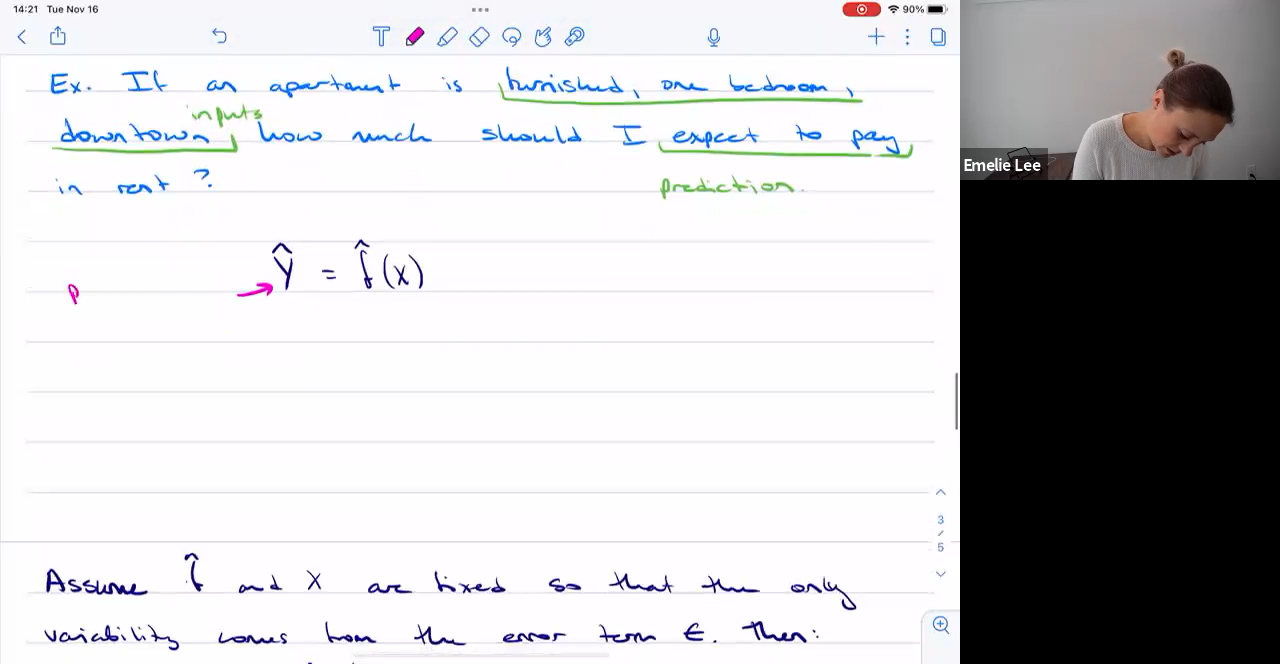 14:21 Tue Nov 16
90%
Ex. If an apartment is furnished, one bedroom,
inputs
downtown, how much should I expect to pay
in rent ?
prediction.
Ŷ = f̂(x)
P
3
/
5
Assume f̂ and X are fixed so that the only
variability comes from the error term ϵ. Then:
Emelie Lee